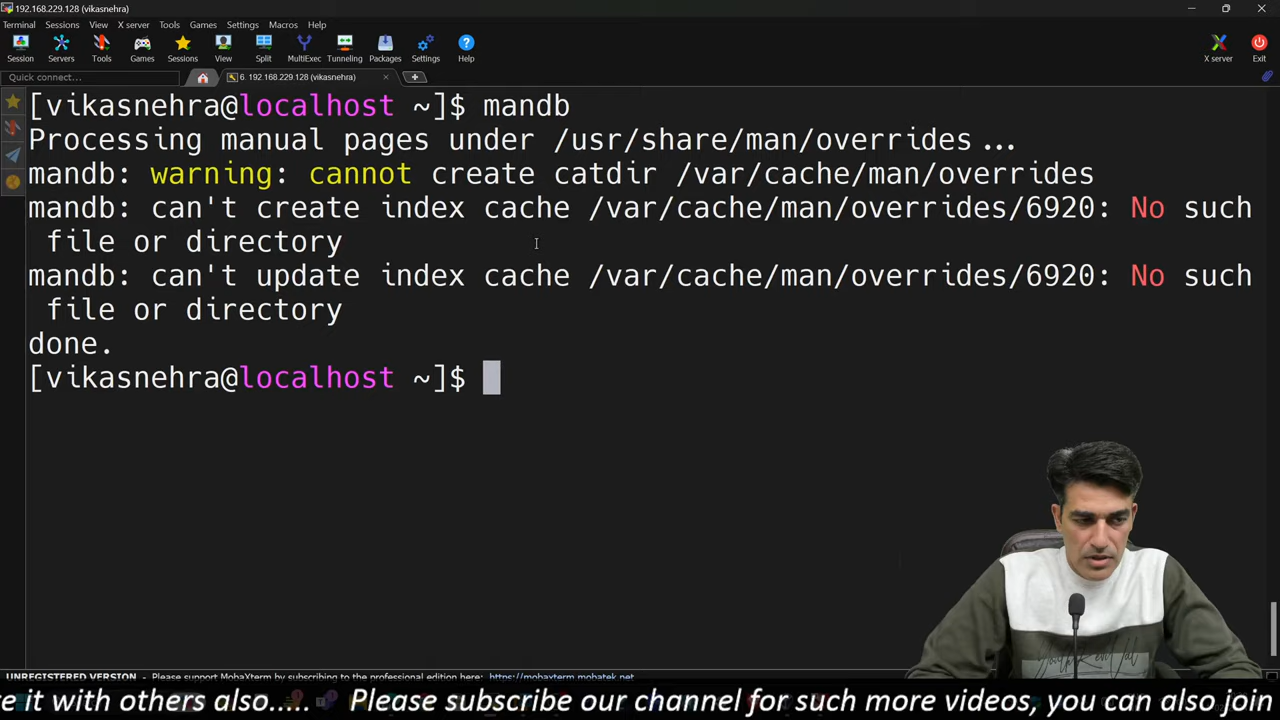 192.168.229.128 (vikasnehra)
Terminal Sessions View X server Tools Games Settings Macros Help
Session Servers Tools Games Sessions View Split MultiExec Tunneling Packages Settings Help X server Exit
Quick connect...
6. 192.168.229.128 (vikasnehra)
[vikasnehra@localhost ~]$ mandb
Processing manual pages under /usr/share/man/overrides...
mandb: warning: cannot create catdir /var/cache/man/overrides
mandb: can't create index cache /var/cache/man/overrides/6920: No such
file or directory
mandb: can't update index cache /var/cache/man/overrides/6920: No such
file or directory
done.
[vikasnehra@localhost ~]$
UNREGISTERED VERSION - Please support MobaXterm by subscribing to the professional edition here: https://mobaxterm.mobatek.net
e it with others also..... Please subscribe our channel for such more videos, you can also join